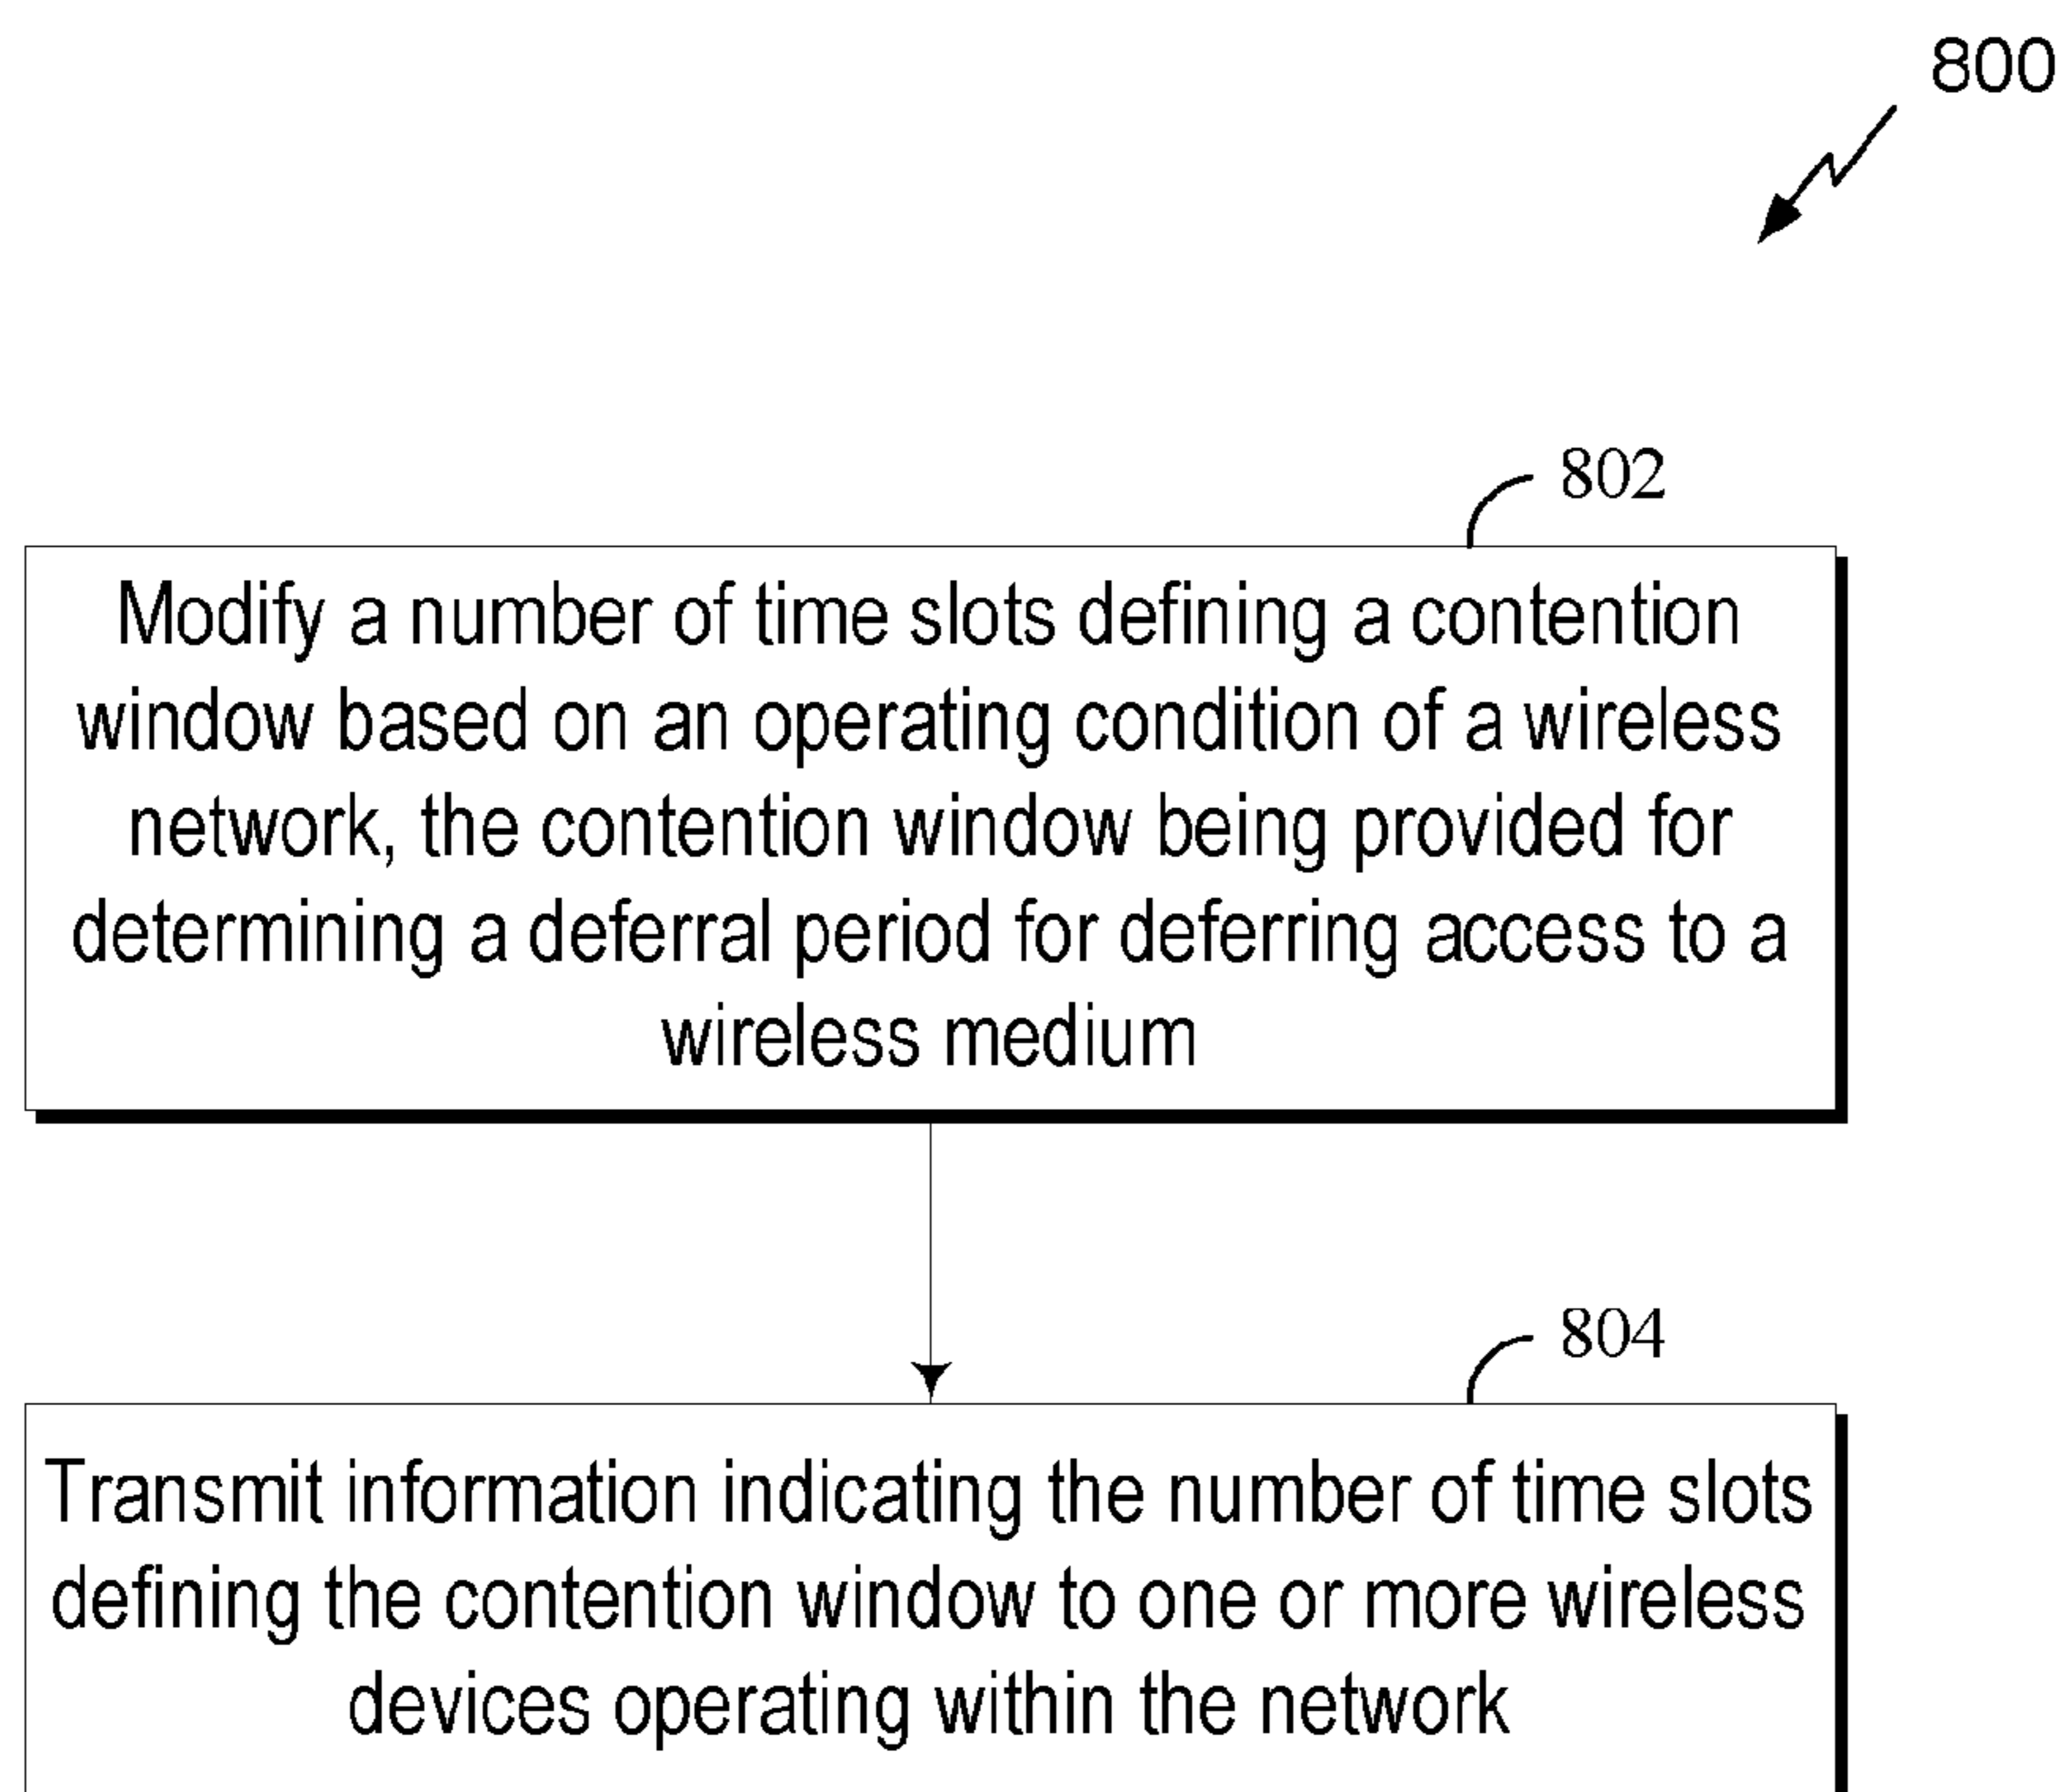 800
802
Modify a number of time slots defining a contention
window based on an operating condition of a wireless
network, the contention window being provided for
determining a deferral period for deferring access to a
wireless medium
804
Transmit information indicating the number of time slots
defining the contention window to one or more wireless
devices operating within the network